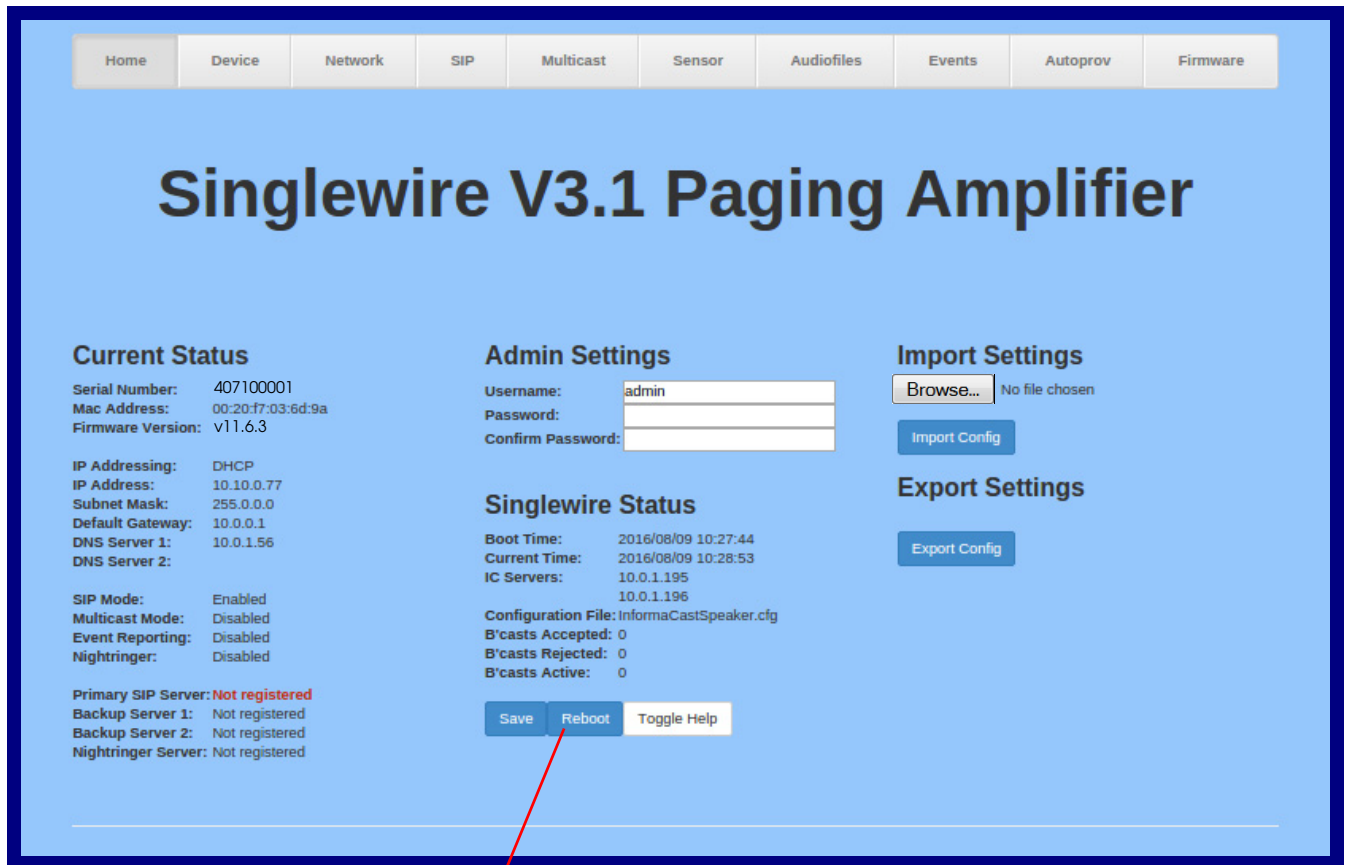 Home Device Network SIP Multicast Sensor Audiofiles Events Autoprov Firmware
Singlewire V3.1 Paging Amplifier
Current Status
Serial Number: 407100001
Mac Address: 00:20:f7:03:6d:9a
Firmware Version: v11.6.3
IP Addressing: DHCP
IP Address: 10.10.0.77
Subnet Mask: 255.0.0.0
Default Gateway: 10.0.0.1
DNS Server 1: 10.0.1.56
DNS Server 2:
SIP Mode: Enabled
Multicast Mode: Disabled
Event Reporting: Disabled
Nightringer: Disabled
Primary SIP Server: Not registered
Backup Server 1: Not registered
Backup Server 2: Not registered
Nightringer Server: Not registered
Admin Settings
Username: admin
Password:
Confirm Password:
Singlewire Status
Boot Time: 2016/08/09 10:27:44
Current Time: 2016/08/09 10:28:53
IC Servers: 10.0.1.195
10.0.1.196
Configuration File: InformaCastSpeaker.cfg
B'casts Accepted: 0
B'casts Rejected: 0
B'casts Active: 0
Save Reboot Toggle Help
Import Settings
Browse... No file chosen
Import Config
Export Settings
Export Config